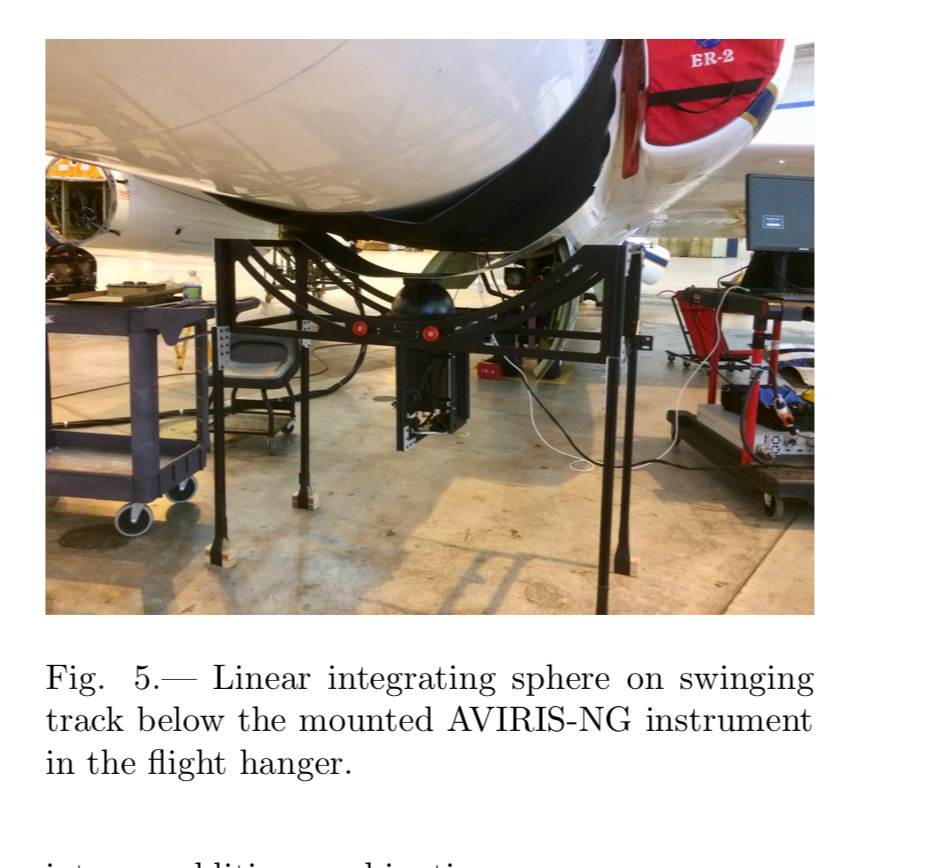 ER-2
Fig. 5.— Linear integrating sphere on swinging
track below the mounted AVIRIS-NG instrument
in the flight hanger.